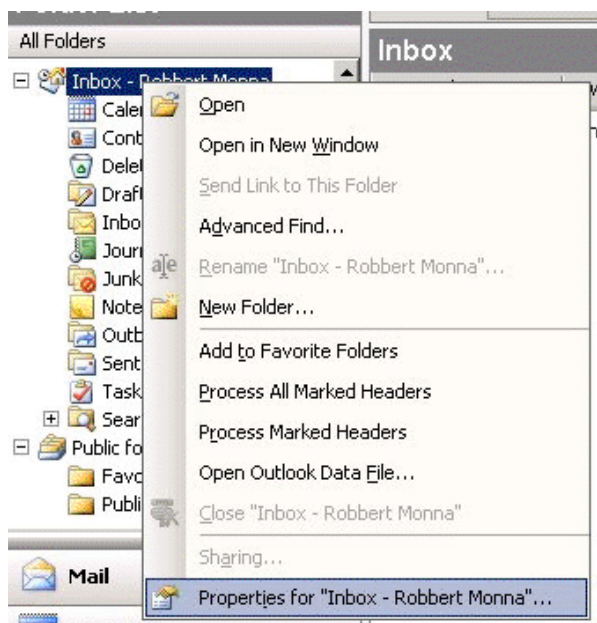 All Folders
Inbox
Inbox - Robbert Monna
Open
Open in New Window
Send Link to This Folder
Advanced Find...
Rename "Inbox - Robbert Monna"...
New Folder...
Add to Favorite Folders
Process All Marked Headers
Process Marked Headers
Open Outlook Data File...
Close "Inbox - Robbert Monna"
Sharing...
Properties for "Inbox - Robbert Monna"...
Cale
Cont
Dele
Draf
Inbo
Jour
Junk
Note
Outb
Sent
Task
Sear
Public fo
Favo
Publi
Mail